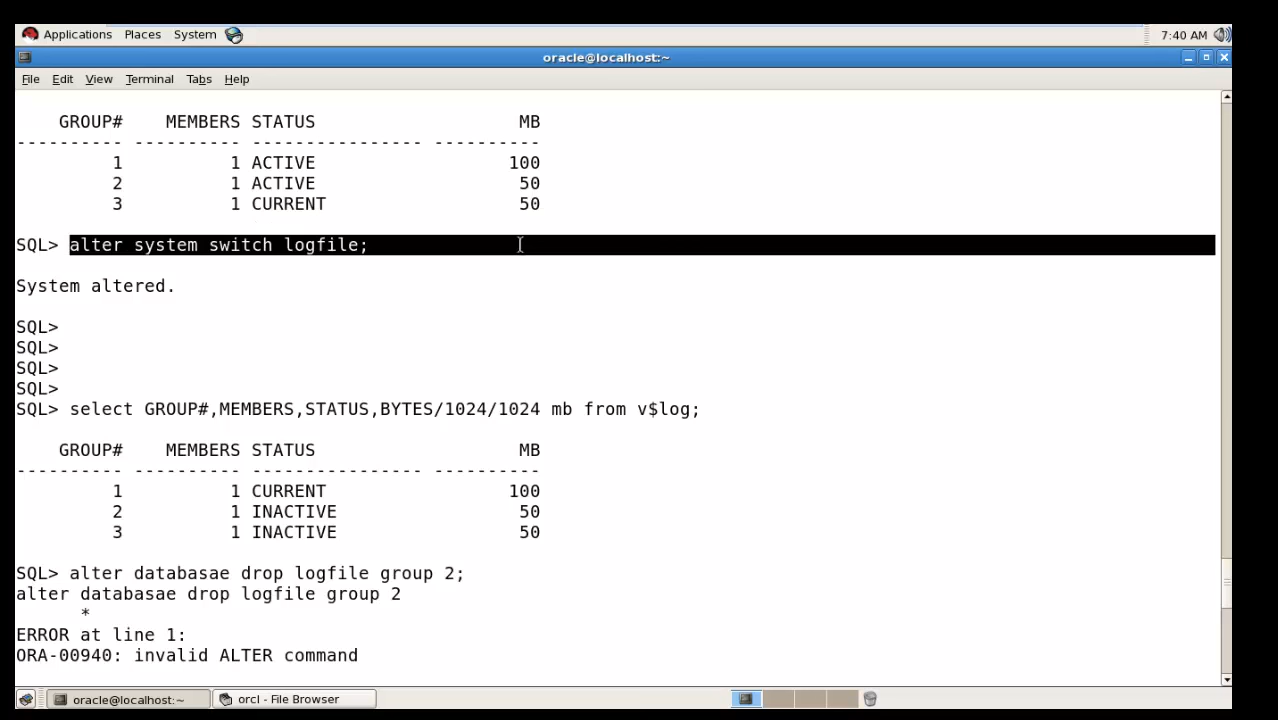 Applications Places System 7:40 AM
oracle@localhost:~
File Edit View Terminal Tabs Help
GROUP# MEMBERS STATUS MB
---------- ---------- ---------------- ----------
1 1 ACTIVE 100
2 1 ACTIVE 50
3 1 CURRENT 50
SQL> alter system switch logfile;
System altered.
SQL>
SQL>
SQL>
SQL>
SQL> select GROUP#,MEMBERS,STATUS,BYTES/1024/1024 mb from v$log;
GROUP# MEMBERS STATUS MB
---------- ---------- ---------------- ----------
1 1 CURRENT 100
2 1 INACTIVE 50
3 1 INACTIVE 50
SQL> alter databasae drop logfile group 2;
alter databasae drop logfile group 2
*
ERROR at line 1:
ORA-00940: invalid ALTER command
oracle@localhost:~ orcl - File Browser